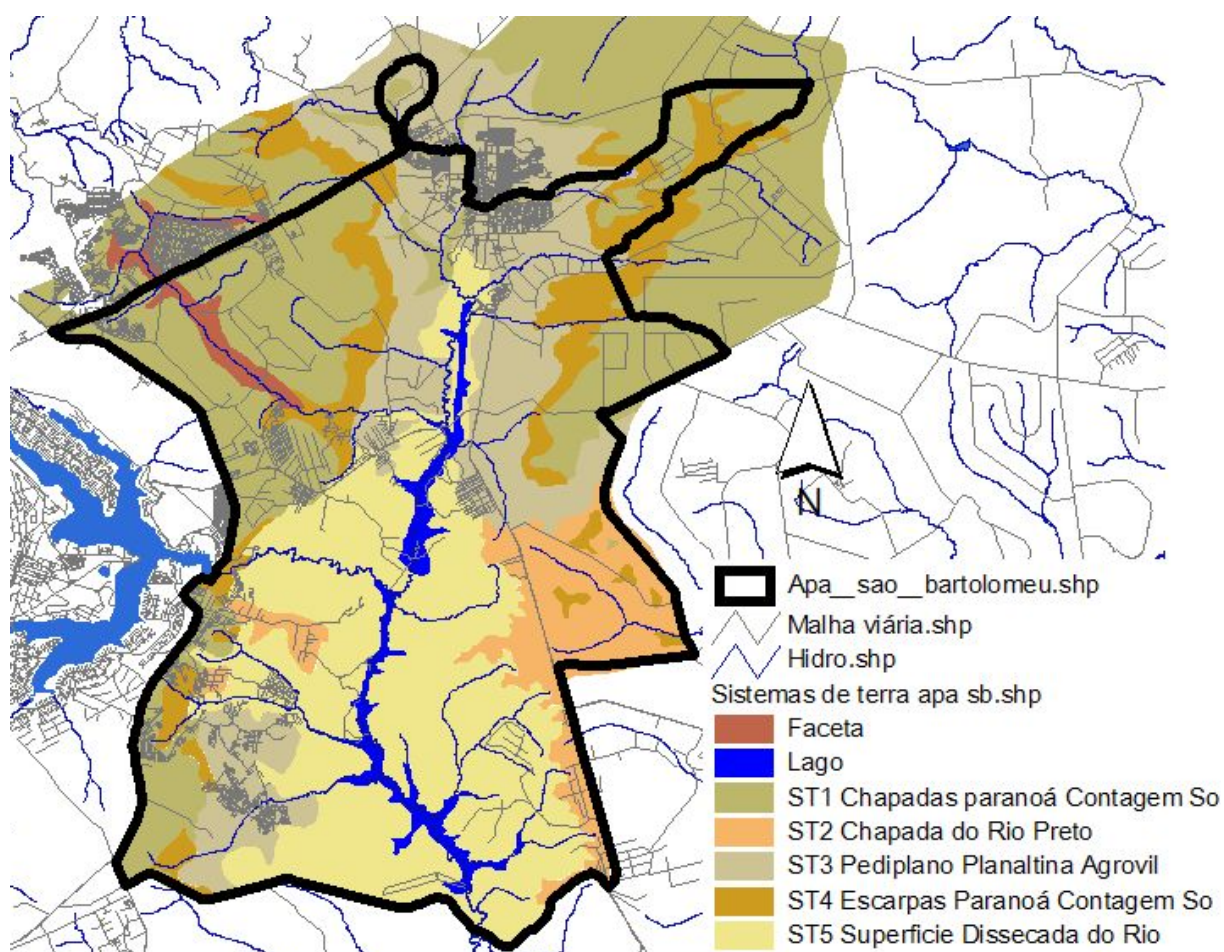 N
Apa__sao__bartolomeu.shp
Malha viária.shp
Hidro.shp
Sistemas de terra apa sb.shp
Faceta
Lago
ST1 Chapadas paranoá Contagem So
ST2 Chapada do Rio Preto
ST3 Pediplano Planaltina Agrovil
ST4 Escarpas Paranoá Contagem So
ST5 Superficie Dissecada do Rio